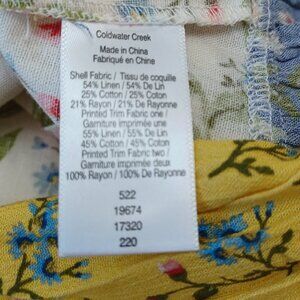 Coldwater Creek
Made in China
Fabriqué en Chine
Shell Fabric / Tissu de coquille
54% Linen / 54% De Lin
25% Cotton / 25% Coton
21% Rayon / 21% De Rayonne
Printed Trim Fabric one /
Garniture imprimée une
55% Linen / 55% De Lin
45% Cotton / 45% Coton
Printed Trim Fabric two /
Garniture imprimée deux
100% Rayon / 100% De Rayonne
522
19674
17320
220